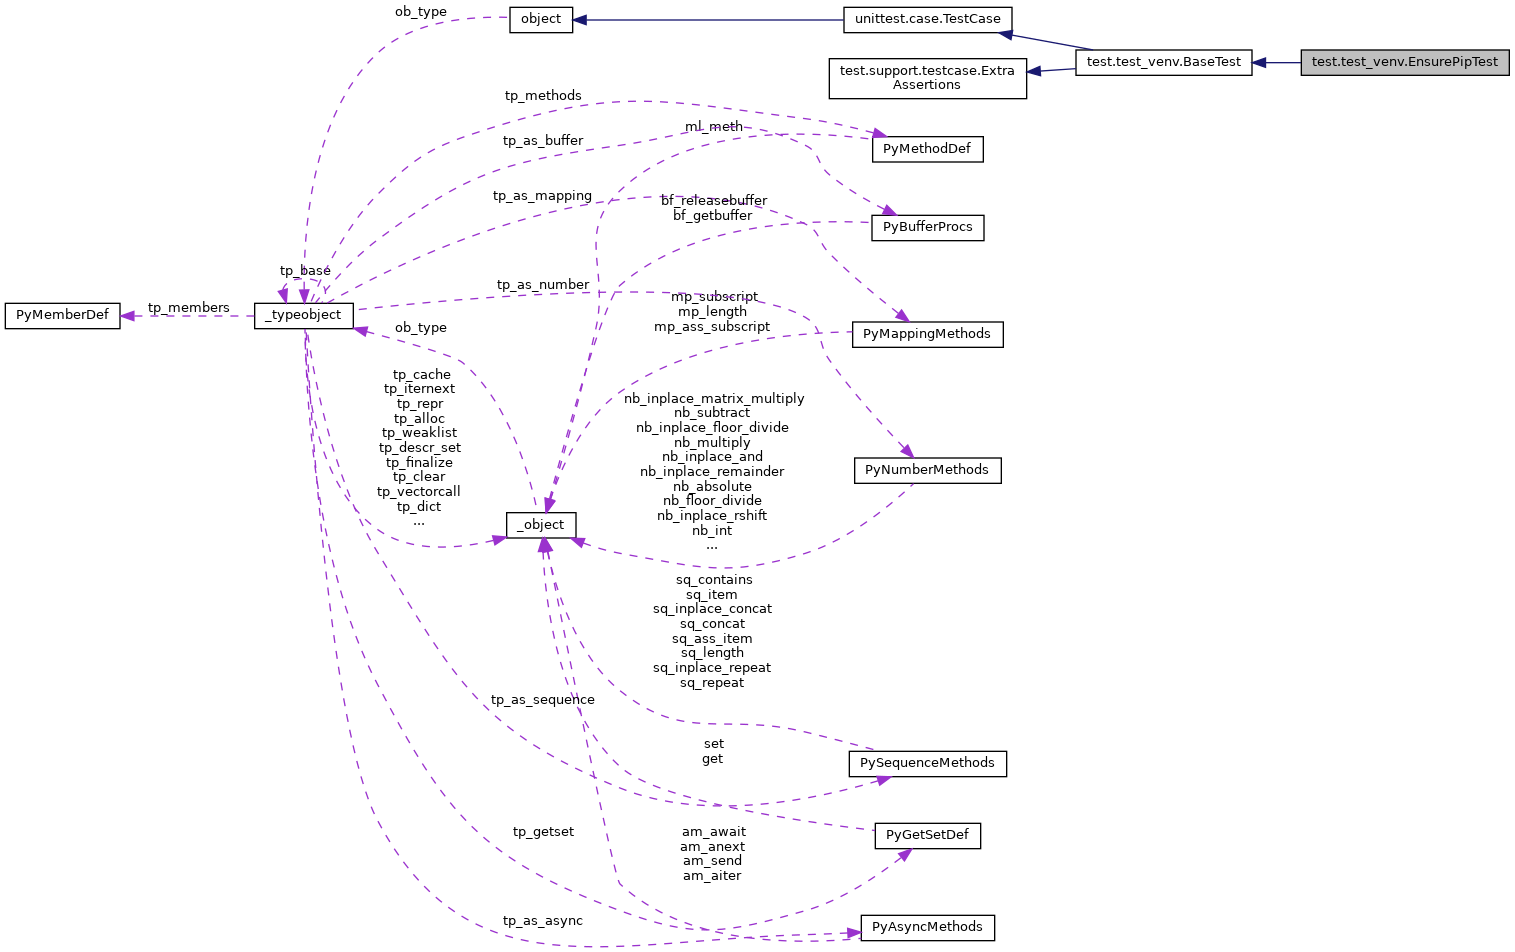 ob_type
object
unittest.case.TestCase
test.support.testcase.Extra
Assertions
test.test_venv.BaseTest
test.test_venv.EnsurePipTest
tp_methods
ml_meth
tp_as_buffer
PyMethodDef
tp_as_mapping
bf_releasebuffer
bf_getbuffer
PyBufferProcs
tp_base
tp_as_number
mp_subscript
mp_length
mp_ass_subscript
PyMemberDef
tp_members
_typeobject
ob_type
PyMappingMethods
tp_cache
tp_iternext
tp_repr
tp_alloc
tp_weaklist
tp_descr_set
tp_finalize
tp_clear
tp_vectorcall
tp_dict
...
nb_inplace_matrix_multiply
nb_subtract
nb_inplace_floor_divide
nb_multiply
nb_inplace_and
nb_inplace_remainder
nb_absolute
nb_floor_divide
nb_inplace_rshift
nb_int
...
PyNumberMethods
_object
sq_contains
sq_item
sq_inplace_concat
sq_concat
sq_ass_item
sq_length
sq_inplace_repeat
sq_repeat
tp_as_sequence
set
get
PySequenceMethods
tp_getset
am_await
am_anext
am_send
am_aiter
PyGetSetDef
tp_as_async
PyAsyncMethods